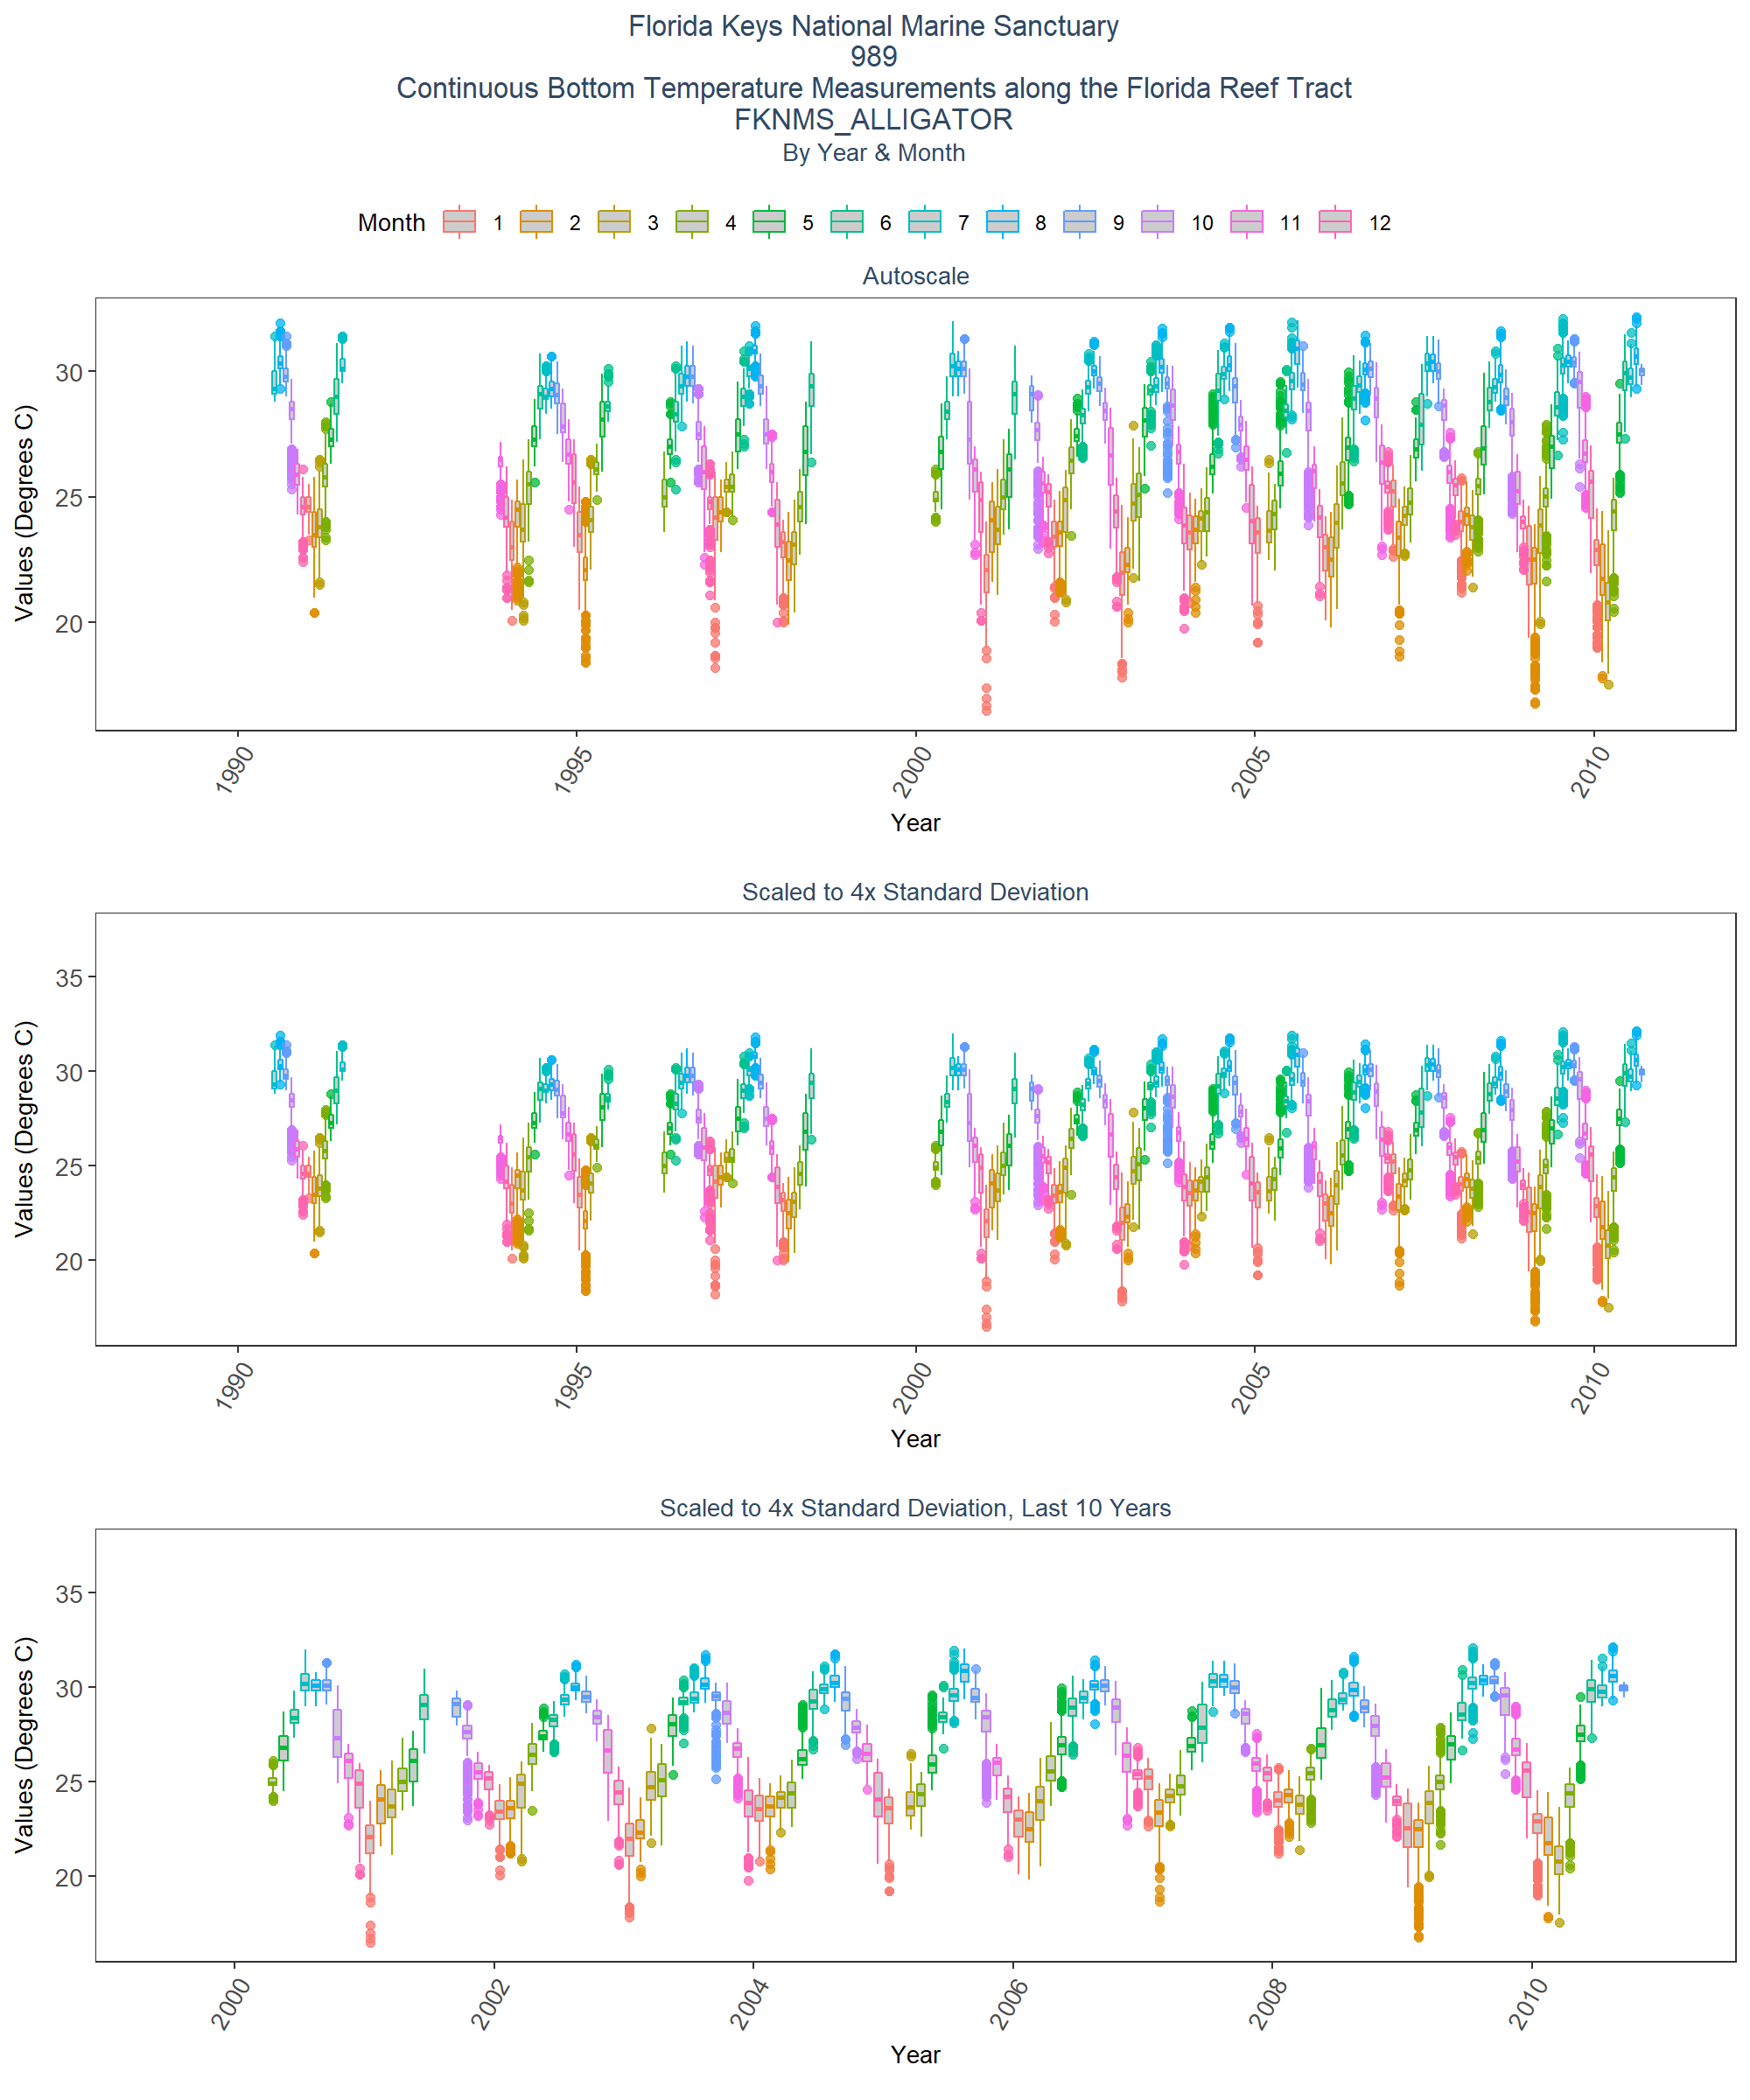 Florida Keys National Marine Sanctuary
989
Continuous Bottom Temperature Measurements along the Florida Reef Tract
FKNMS_ALLIGATOR
By Year & Month
Month 1 2 3 4 5 6 7 8 9 10 11 12
Autoscale
Values (Degrees C)
30
25
20
1990 1995 2000 2005 2010
Year
Scaled to 4x Standard Deviation
Values (Degrees C)
35
30
25
20
1990 1995 2000 2005 2010
Year
Scaled to 4x Standard Deviation, Last 10 Years
Values (Degrees C)
35
30
25
20
2000 2002 2004 2006 2008 2010
Year